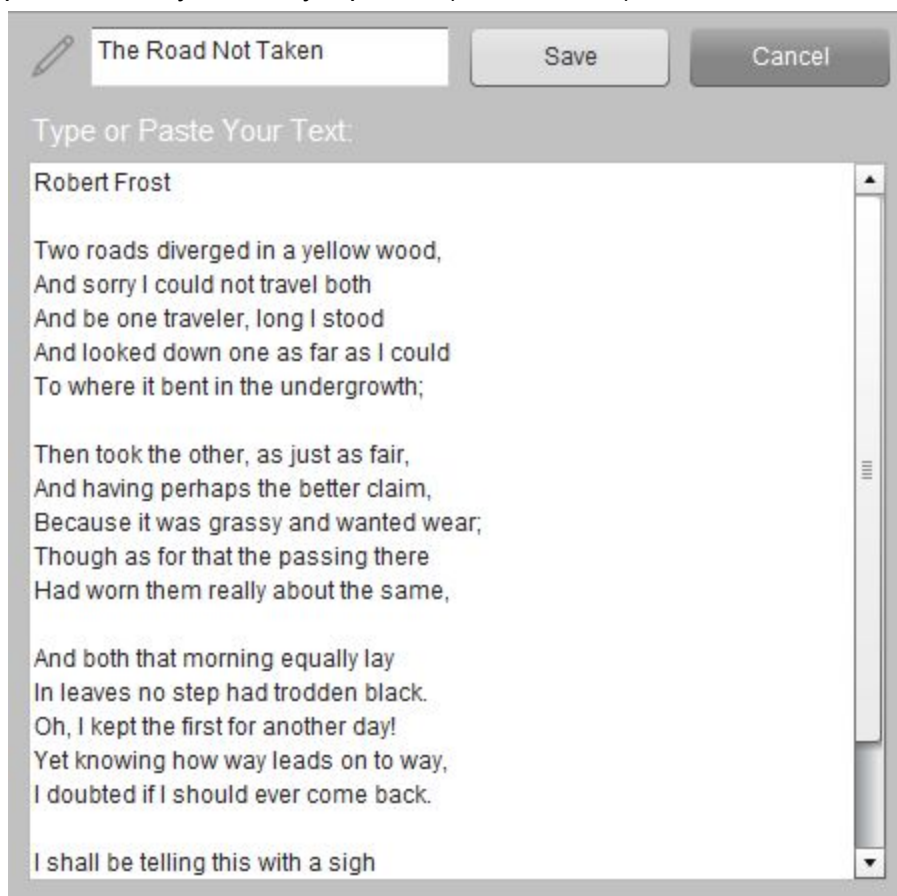 The Road Not Taken
Save
Cancel
Type or Paste Your Text:
Robert Frost
Two roads diverged in a yellow wood,
And sorry I could not travel both
And be one traveler, long I stood
And looked down one as far as I could
To where it bent in the undergrowth;
Then took the other, as just as fair,
And having perhaps the better claim,
Because it was grassy and wanted wear;
Though as for that the passing there
Had worn them really about the same,
And both that morning equally lay
In leaves no step had trodden black.
Oh, I kept the first for another day!
Yet knowing how way leads on to way,
I doubted if I should ever come back.
I shall be telling this with a sigh